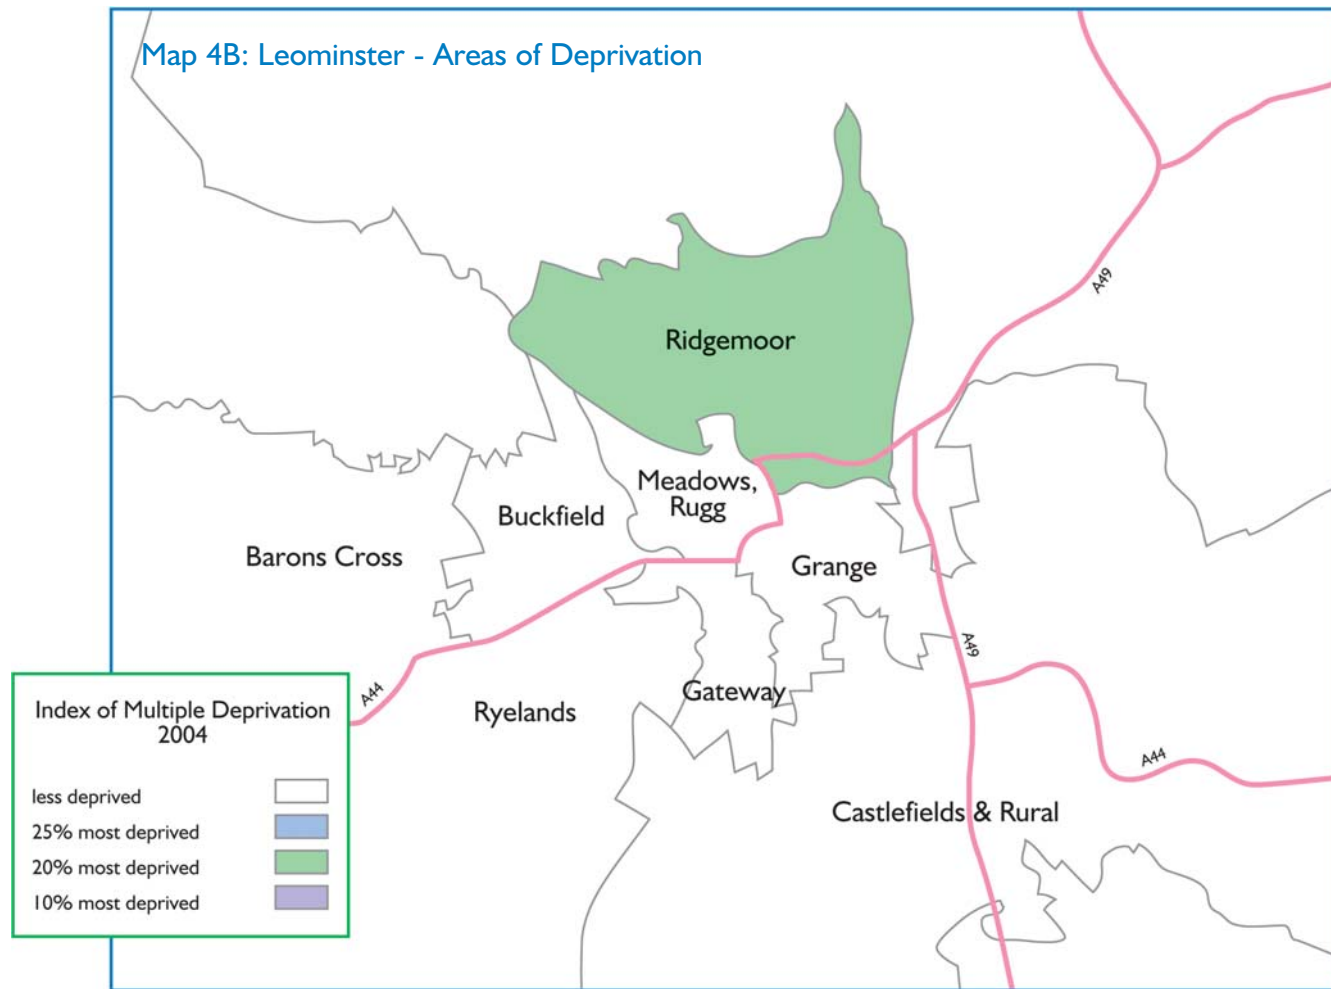 Map 4B: Leominster - Areas of Deprivation
A49
Ridgemoor
Meadows,
Rugg
Buckfield
Barons Cross
Grange
A49
A44
Gateway
Ryelands
A44
Castlefields & Rural
Index of Multiple Deprivation
2004
less deprived
25% most deprived
20% most deprived
10% most deprived